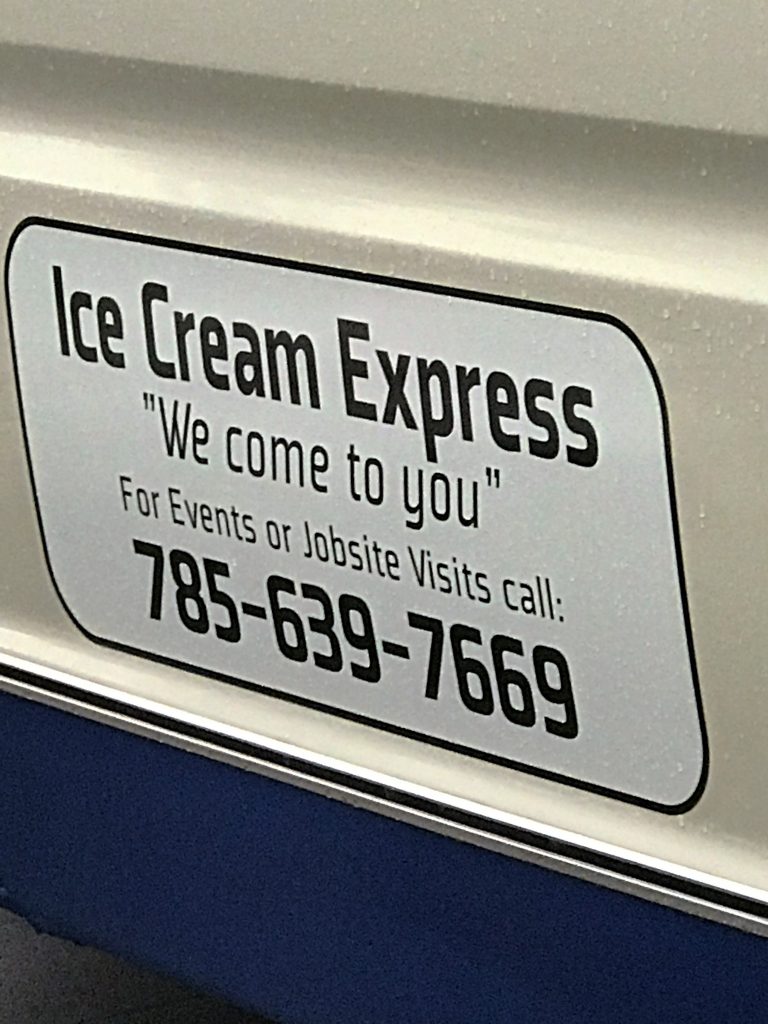 Ice Cream Express
"We come to you"
For Events or Jobsite Visits call:
785-639-7669